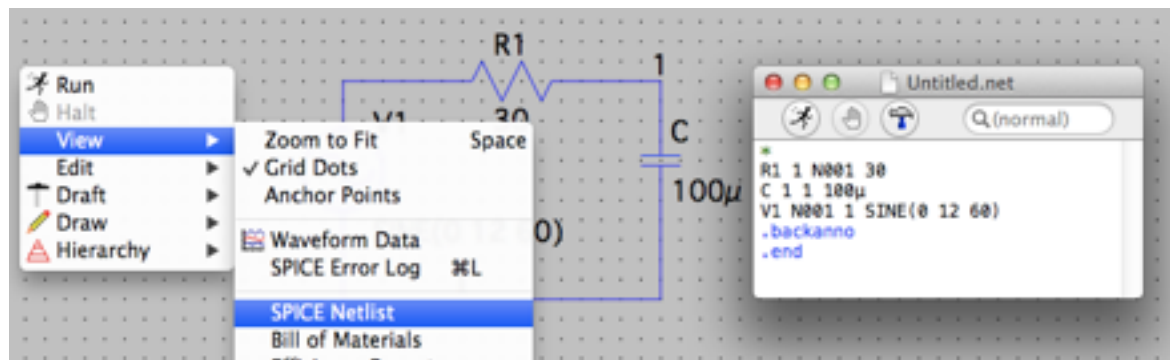 R1
1
V1
30
C
100µ
0)
Run
Halt
View
Edit
Draft
Draw
Hierarchy
Zoom to Fit Space
✓ Grid Dots
Anchor Points
Waveform Data
SPICE Error Log ⌘L
SPICE Netlist
Bill of Materials
Untitled.net
(normal)
*
R1 1 N001 30
C 1 1 100µ
V1 N001 1 SINE(0 12 60)
.backanno
.end